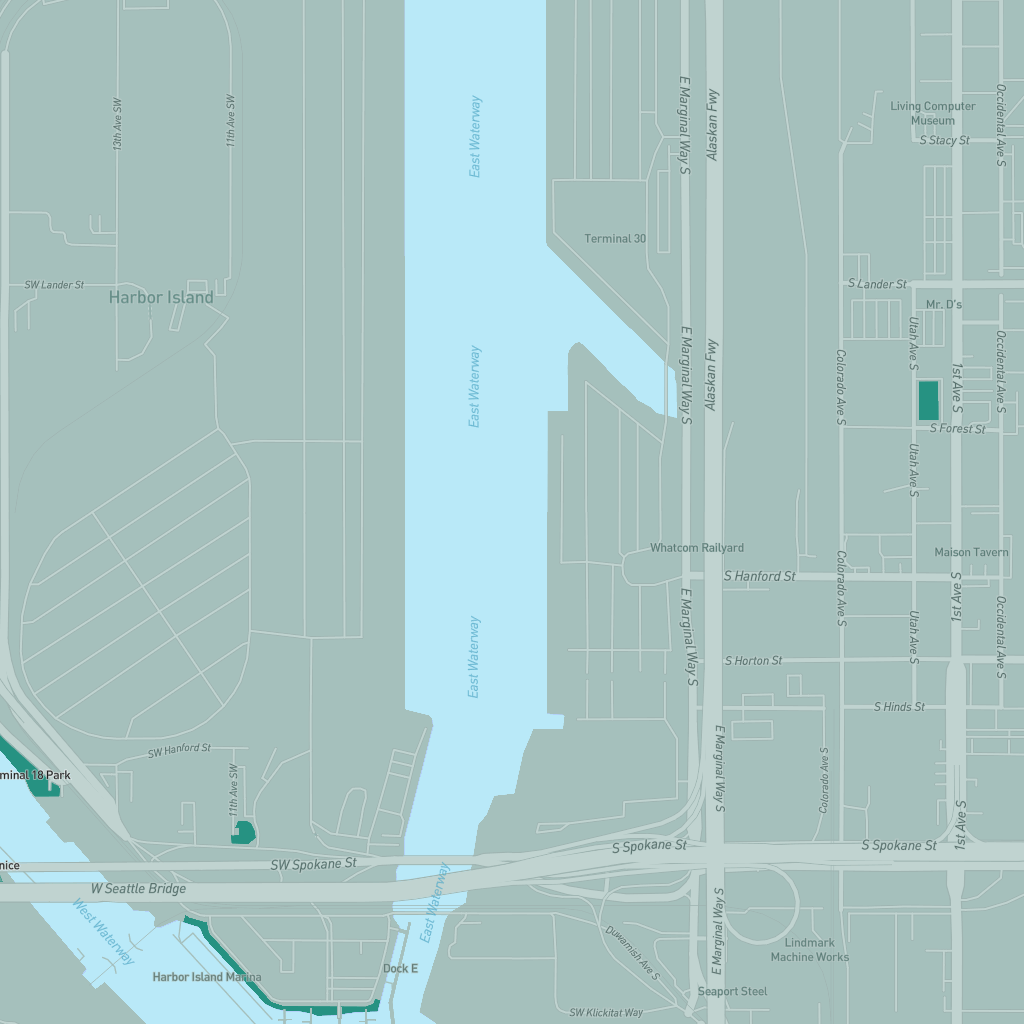 13th Ave SW
11th Ave SW
East Waterway
E Marginal Way S
Alaskan Fwy
Living Computer
Museum
Occidental Ave S
S Stacy St
Terminal 30
SW Lander St
Harbor Island
S Lander St
Mr. D's
East Waterway
E Marginal Way S
Alaskan Fwy
Colorado Ave S
Utah Ave S
1st Ave S
Occidental Ave S
S Forest St
Utah Ave S
Whatcom Railyard
Maison Tavern
S Hanford St
Colorado Ave S
1st Ave S
East Waterway
E Marginal Way S
Utah Ave S
Occidental Ave S
S Horton St
S Hinds St
SW Hanford St
11th Ave SW
minal 18 Park
E Marginal Way S
Colorado Ave S
1st Ave S
S Spokane St
S Spokane St
nice
SW Spokane St
W Seattle Bridge
West Waterway
East Waterway
E Marginal Way S
Duwamish Ave S
Lindmark
Machine Works
Harbor Island Marina
Dock E
Seaport Steel
SW Klickitat Way